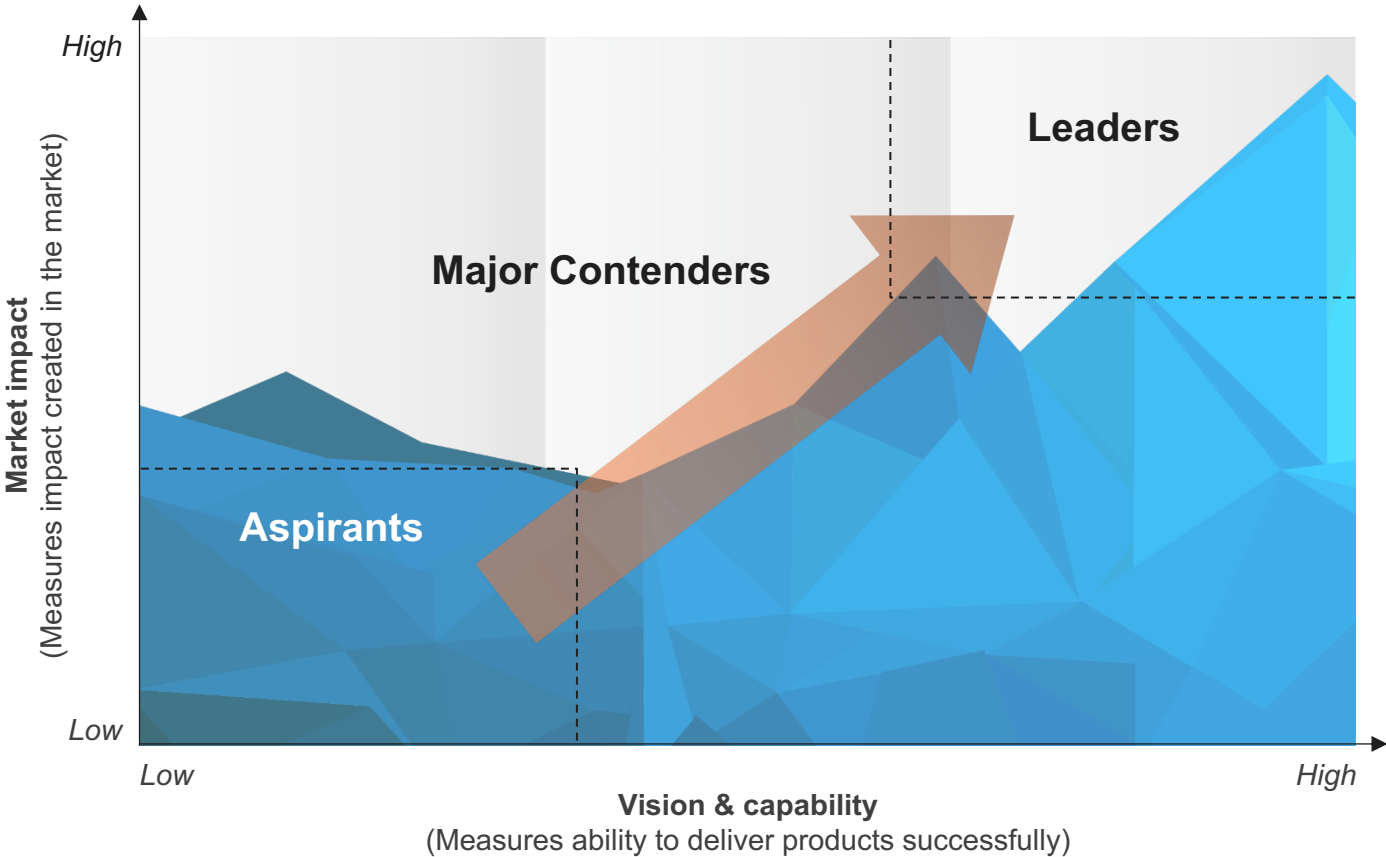 High
Leaders
Major Contenders
Market impact
(Measures impact created in the market)
Aspirants
Low
Low
High
Vision & capability
(Measures ability to deliver products successfully)